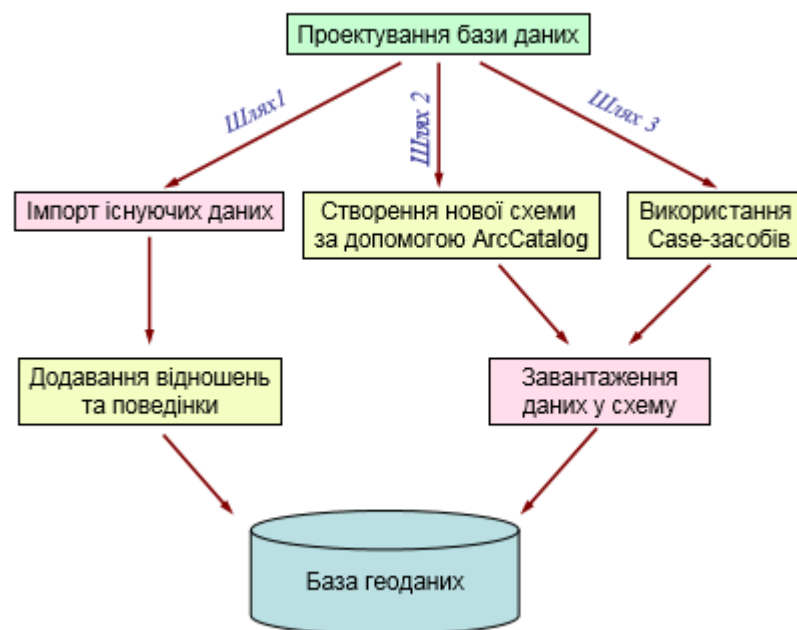 Проектування бази даних
Шлях1
Шлях 2
Шлях 3
Імпорт існуючих даних
Створення нової схеми
за допомогою ArcCatalog
Використання
Case-засобів
Додавання відношень
та поведінки
Завантаження
даних у схему
База геоданих